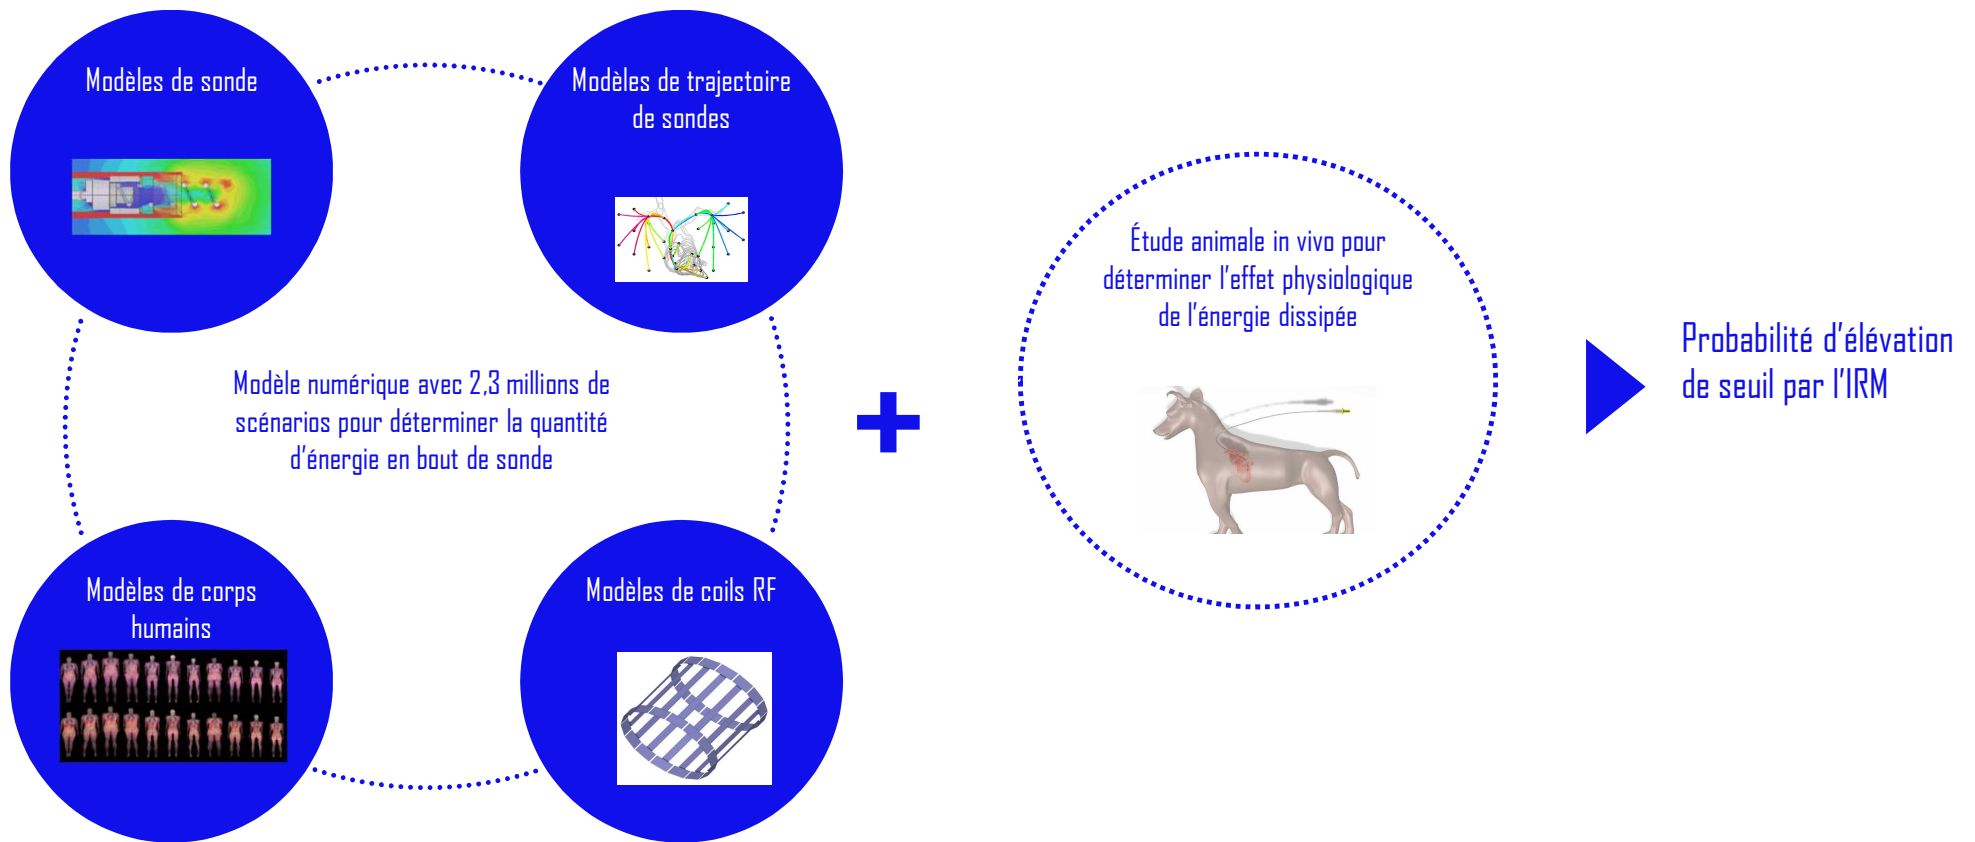 Modèles de sonde
Modèles de trajectoire
de sondes
Modèle numérique avec 2,3 millions de
scénarios pour déterminer la quantité
d'énergie en bout de sonde
Modèles de corps
humains
Modèles de coils RF
Étude animale in vivo pour
déterminer l'effet physiologique
de l'énergie dissipée
Probabilité d'élévation
de seuil par l'IRM